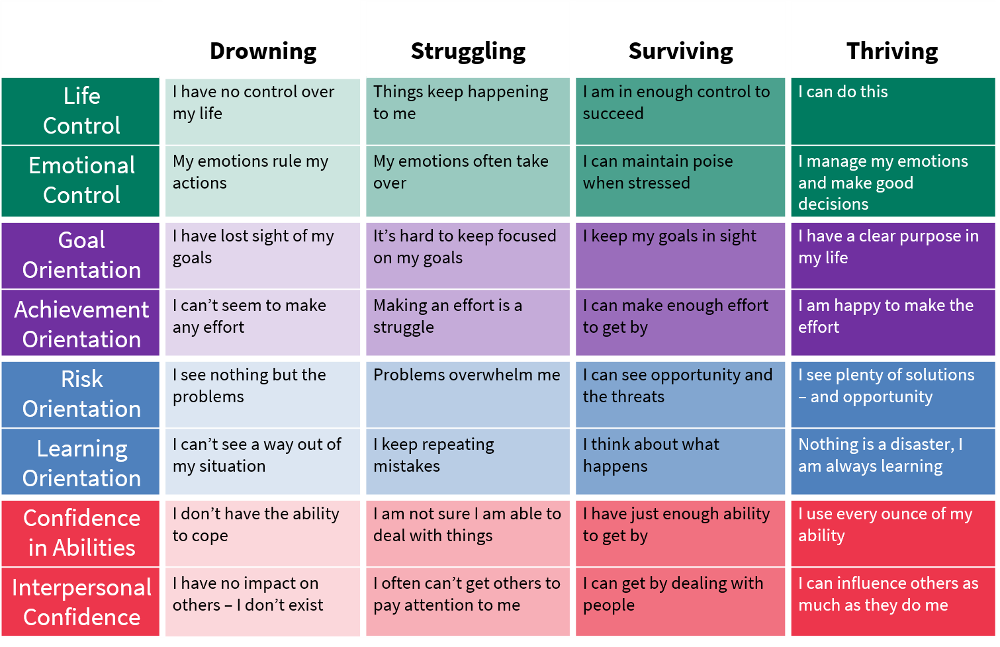 Drowning
Struggling
Surviving
Thriving
Life
Control
I have no control over
my life
Things keep happening
to me
I am in enough control to
succeed
I can do this
Emotional
Control
My emotions rule my
actions
My emotions often take
over
I can maintain poise
when stressed
I manage my emotions
and make good
decisions
Goal
Orientation
I have lost sight of my
goals
It’s hard to keep focused
on my goals
I keep my goals in sight
I have a clear purpose in
my life
Achievement
Orientation
I can’t seem to make
any effort
Making an effort is a
struggle
I can make enough effort
to get by
I am happy to make the
effort
Risk
Orientation
I see nothing but the
problems
Problems overwhelm me
I can see opportunity and
the threats
I see plenty of solutions
– and opportunity
Learning
Orientation
I can’t see a way out of
my situation
I keep repeating
mistakes
I think about what
happens
Nothing is a disaster, I
am always learning
Confidence
in Abilities
I don’t have the ability
to cope
I am not sure I am able to
deal with things
I have just enough ability
to get by
I use every ounce of my
ability
Interpersonal
Confidence
I have no impact on
others – I don’t exist
I often can’t get others to
pay attention to me
I can get by dealing with
people
I can influence others as
much as they do me